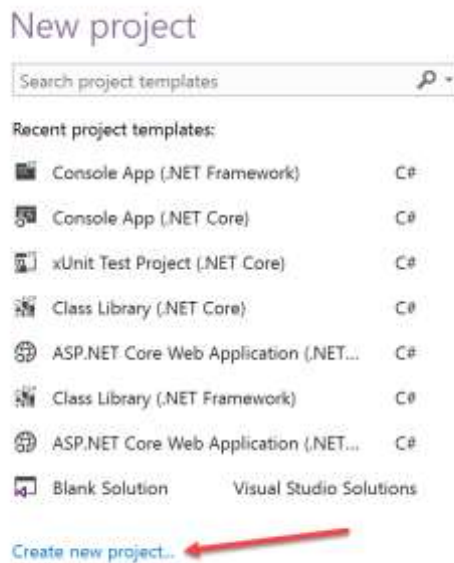 New project
Search project templates
Recent project templates:
Console App (.NET Framework) C#
Console App (.NET Core) C#
xUnit Test Project (.NET Core) C#
Class Library (.NET Core) C#
ASP.NET Core Web Application (.NET... C#
Class Library (.NET Framework) C#
ASP.NET Core Web Application (.NET... C#
Blank Solution Visual Studio Solutions
Create new project...